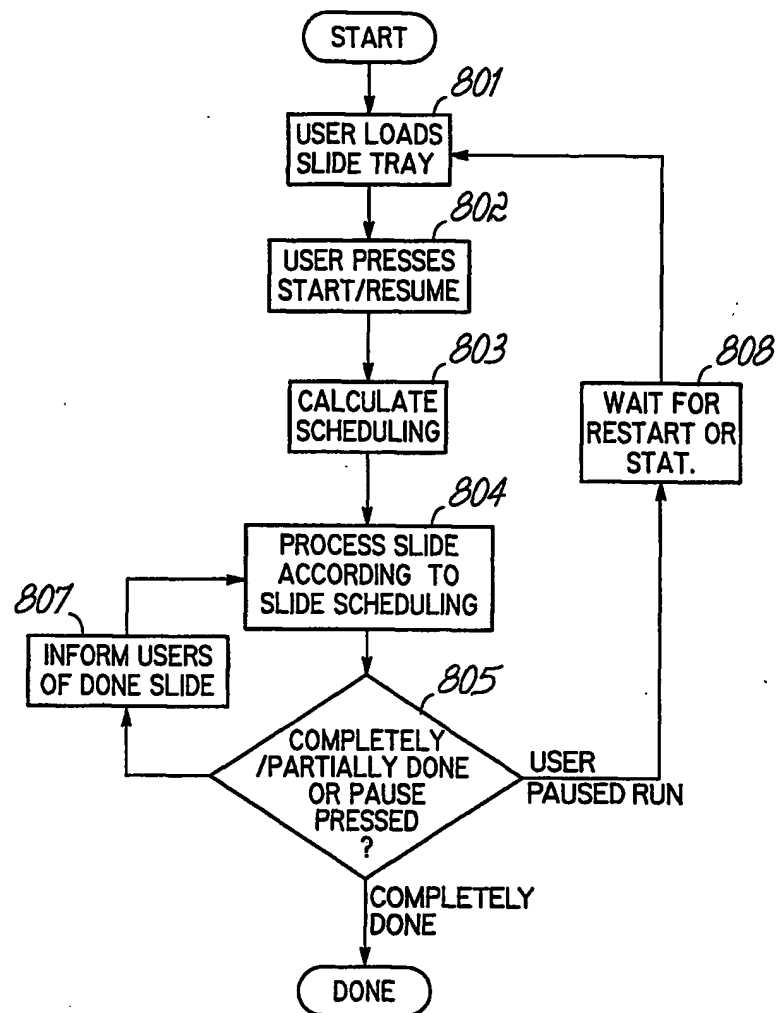 START
801
USER LOADS
SLIDE TRAY
802
USER PRESSES
START/RESUME
803
CALCULATE
SCHEDULING
808
WAIT FOR
RESTART OR
STAT.
804
PROCESS SLIDE
ACCORDING TO
SLIDE SCHEDULING
807
INFORM USERS
OF DONE SLIDE
805
COMPLETELY
/PARTIALLY DONE
OR PAUSE
PRESSED
?
USER
PAUSED RUN
COMPLETELY
DONE
DONE